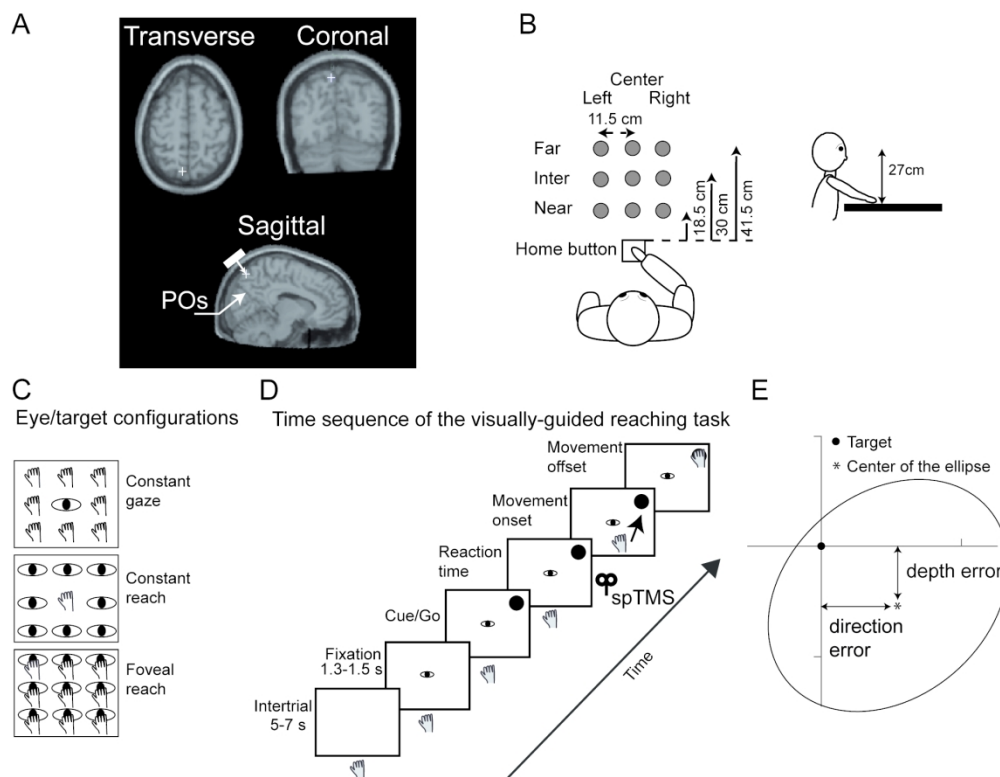 A
Transverse
Coronal
Sagittal
POs
B
Center
Left
Right
11.5 cm
Far
Inter
Near
Home button
18.5 cm
30 cm
41.5 cm
27cm
C
Eye/target configurations
Constant
gaze
Constant
reach
Foveal
reach
D
Time sequence of the visually-guided reaching task
Movement
offset
Movement
onset
Reaction
time
Cue/Go
Fixation
1.3-1.5 s
Intertrial
5-7 s
spTMS
Time
E
Target
* Center of the ellipse
depth error
direction
error